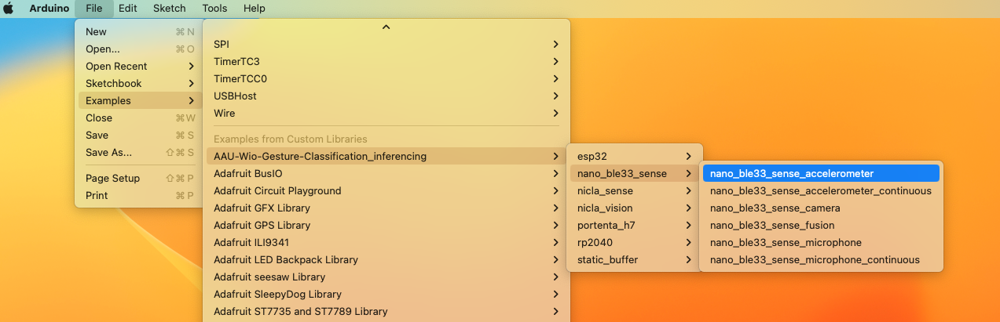 Arduino File Edit Sketch Tools Help
New ⌘ N
Open... ⌘ O
Open Recent
Sketchbook
Examples
Close ⌘ W
Save ⌘ S
Save As... ⇧ ⌘ S
Page Setup ⇧ ⌘ P
Print ⌘ P
SPI
TimerTC3
TimerTCC0
USBHost
Wire
Examples from Custom Libraries
AAU-Wio-Gesture-Classification_inferencing
Adafruit BusIO
Adafruit Circuit Playground
Adafruit GFX Library
Adafruit GPS Library
Adafruit ILI9341
Adafruit LED Backpack Library
Adafruit seesaw Library
Adafruit SleepyDog Library
Adafruit ST7735 and ST7789 Library
esp32
nano_ble33_sense
nicla_sense
nicla_vision
portenta_h7
rp2040
static_buffer
nano_ble33_sense_accelerometer
nano_ble33_sense_accelerometer_continuous
nano_ble33_sense_camera
nano_ble33_sense_fusion
nano_ble33_sense_microphone
nano_ble33_sense_microphone_continuous